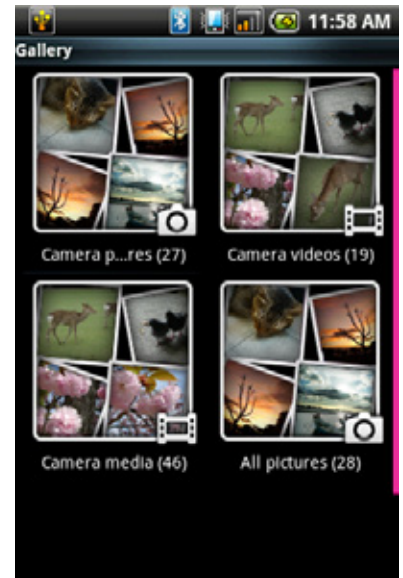 11:58 AM
Gallery
Camera p...res (27)
Camera videos (19)
Camera media (46)
All pictures (28)